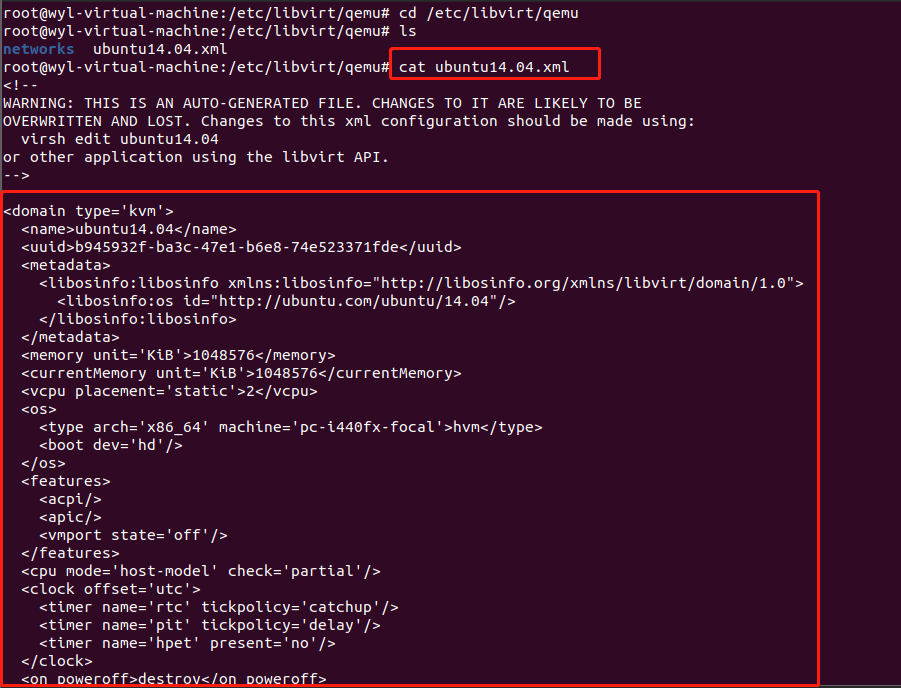 root@wyl-virtual-machine:/etc/libvirt/qemu# cd /etc/libvirt/qemu
root@wyl-virtual-machine:/etc/libvirt/qemu# ls
networks  ubuntu14.04.xml
root@wyl-virtual-machine:/etc/libvirt/qemu# cat ubuntu14.04.xml
<!--
WARNING: THIS IS AN AUTO-GENERATED FILE. CHANGES TO IT ARE LIKELY TO BE
OVERWRITTEN AND LOST. Changes to this xml configuration should be made using:
  virsh edit ubuntu14.04
or other application using the libvirt API.
-->
<domain type='kvm'>
  <name>ubuntu14.04</name>
  <uuid>b945932f-ba3c-47e1-b6e8-74e523371fde</uuid>
  <metadata>
    <libosinfo:libosinfo xmlns:libosinfo="http://libosinfo.org/xmlns/libvirt/domain/1.0">
      <libosinfo:os id="http://ubuntu.com/ubuntu/14.04"/>
    </libosinfo:libosinfo>
  </metadata>
  <memory unit='KiB'>1048576</memory>
  <currentMemory unit='KiB'>1048576</currentMemory>
  <vcpu placement='static'>2</vcpu>
  <os>
    <type arch='x86_64' machine='pc-i440fx-focal'>hvm</type>
    <boot dev='hd'/>
  </os>
  <features>
    <acpi/>
    <apic/>
    <vmport state='off'/>
  </features>
  <cpu mode='host-model' check='partial'/>
  <clock offset='utc'>
    <timer name='rtc' tickpolicy='catchup'/>
    <timer name='pit' tickpolicy='delay'/>
    <timer name='hpet' present='no'/>
  </clock>
  <on_poweroff>destroy</on_poweroff>